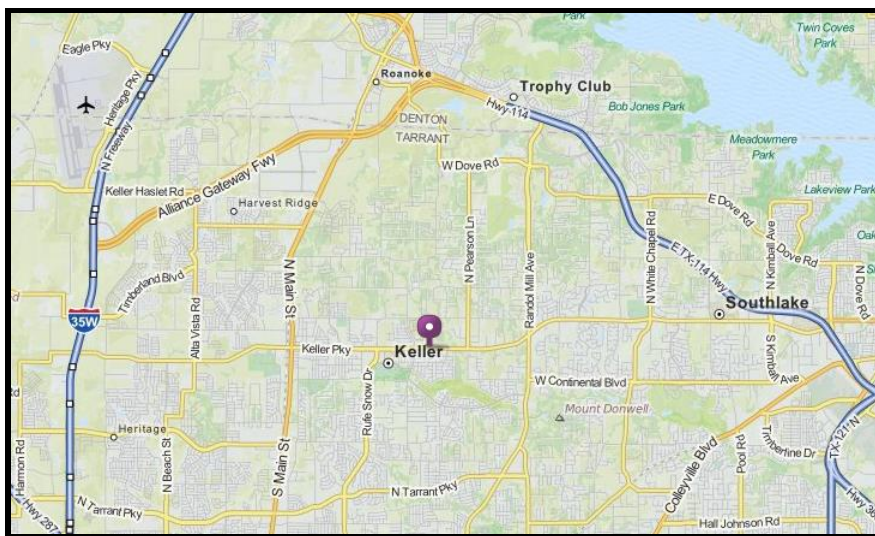 Eagle Pky
Heritage Pky
N Freeway
Roanoke
Trophy Club
Hwy 114
Twin Coves
Park
Park
Bob Jones Park
Meadowmere
Park
Lakeview Park
DENTON
TARRANT
Alliance Gateway Fwy
Keller Haslet Rd
Harvest Ridge
W Dove Rd
E Dove Rd
Dove Rd
N Kimball Ave
N Dove Rd
N Pearson Ln
Randol Mill Ave
N White Chapel Rd
E TX-114 Hwy
Southlake
N Main St
Timberland Blvd
Alta Vista Rd
35W
Keller Pky
Keller
Rufe Snow Dr
W Continental Blvd
S Kimball Ave
Mount Donwell
Heritage
N Beach St
Harmon Rd
S Main St
N Tarrant Pky
N Tarrant Pky
Hwy 287
Colleyville Blvd
Pool Rd
Timberline Dr
TX-121 N
Hall Johnson Rd